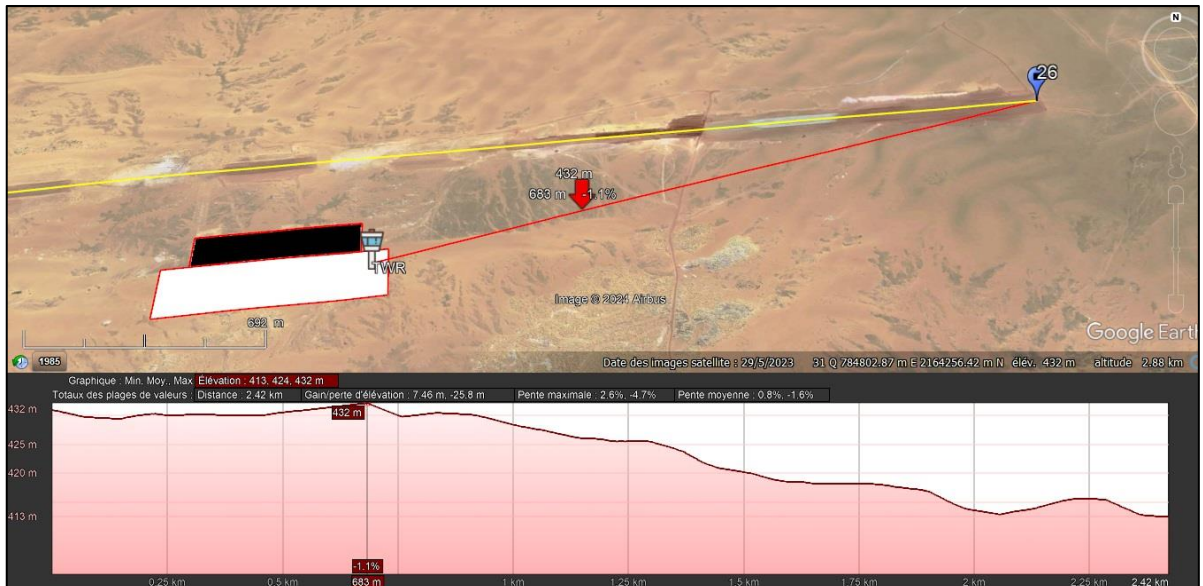 N
26
432 m
683 m -1.1%
TWR
Image © 2024 Airbus
692 m
Google Earth
1985
Date des images satellite : 29/5/2023 31 Q 784802.87 m E 2164256.42 m N élév. 432 m altitude 2.88 km
Graphique : Min. Moy., Max. Élévation : 413, 424, 432 m
Totaux des plages de valeurs : Distance : 2.42 km Gain/perte d'élévation : 7.46 m, -25.8 m Pente maximale : 2.6%, -4.7% Pente moyenne : 0.8%, -1.6%
432 m
432 m
425 m
420 m
413 m
-1.1%
0.25 km 0.5 km 683 m 1 km 1.25 km 1.5 km 1.75 km 2 km 2.25 km 2.42 km